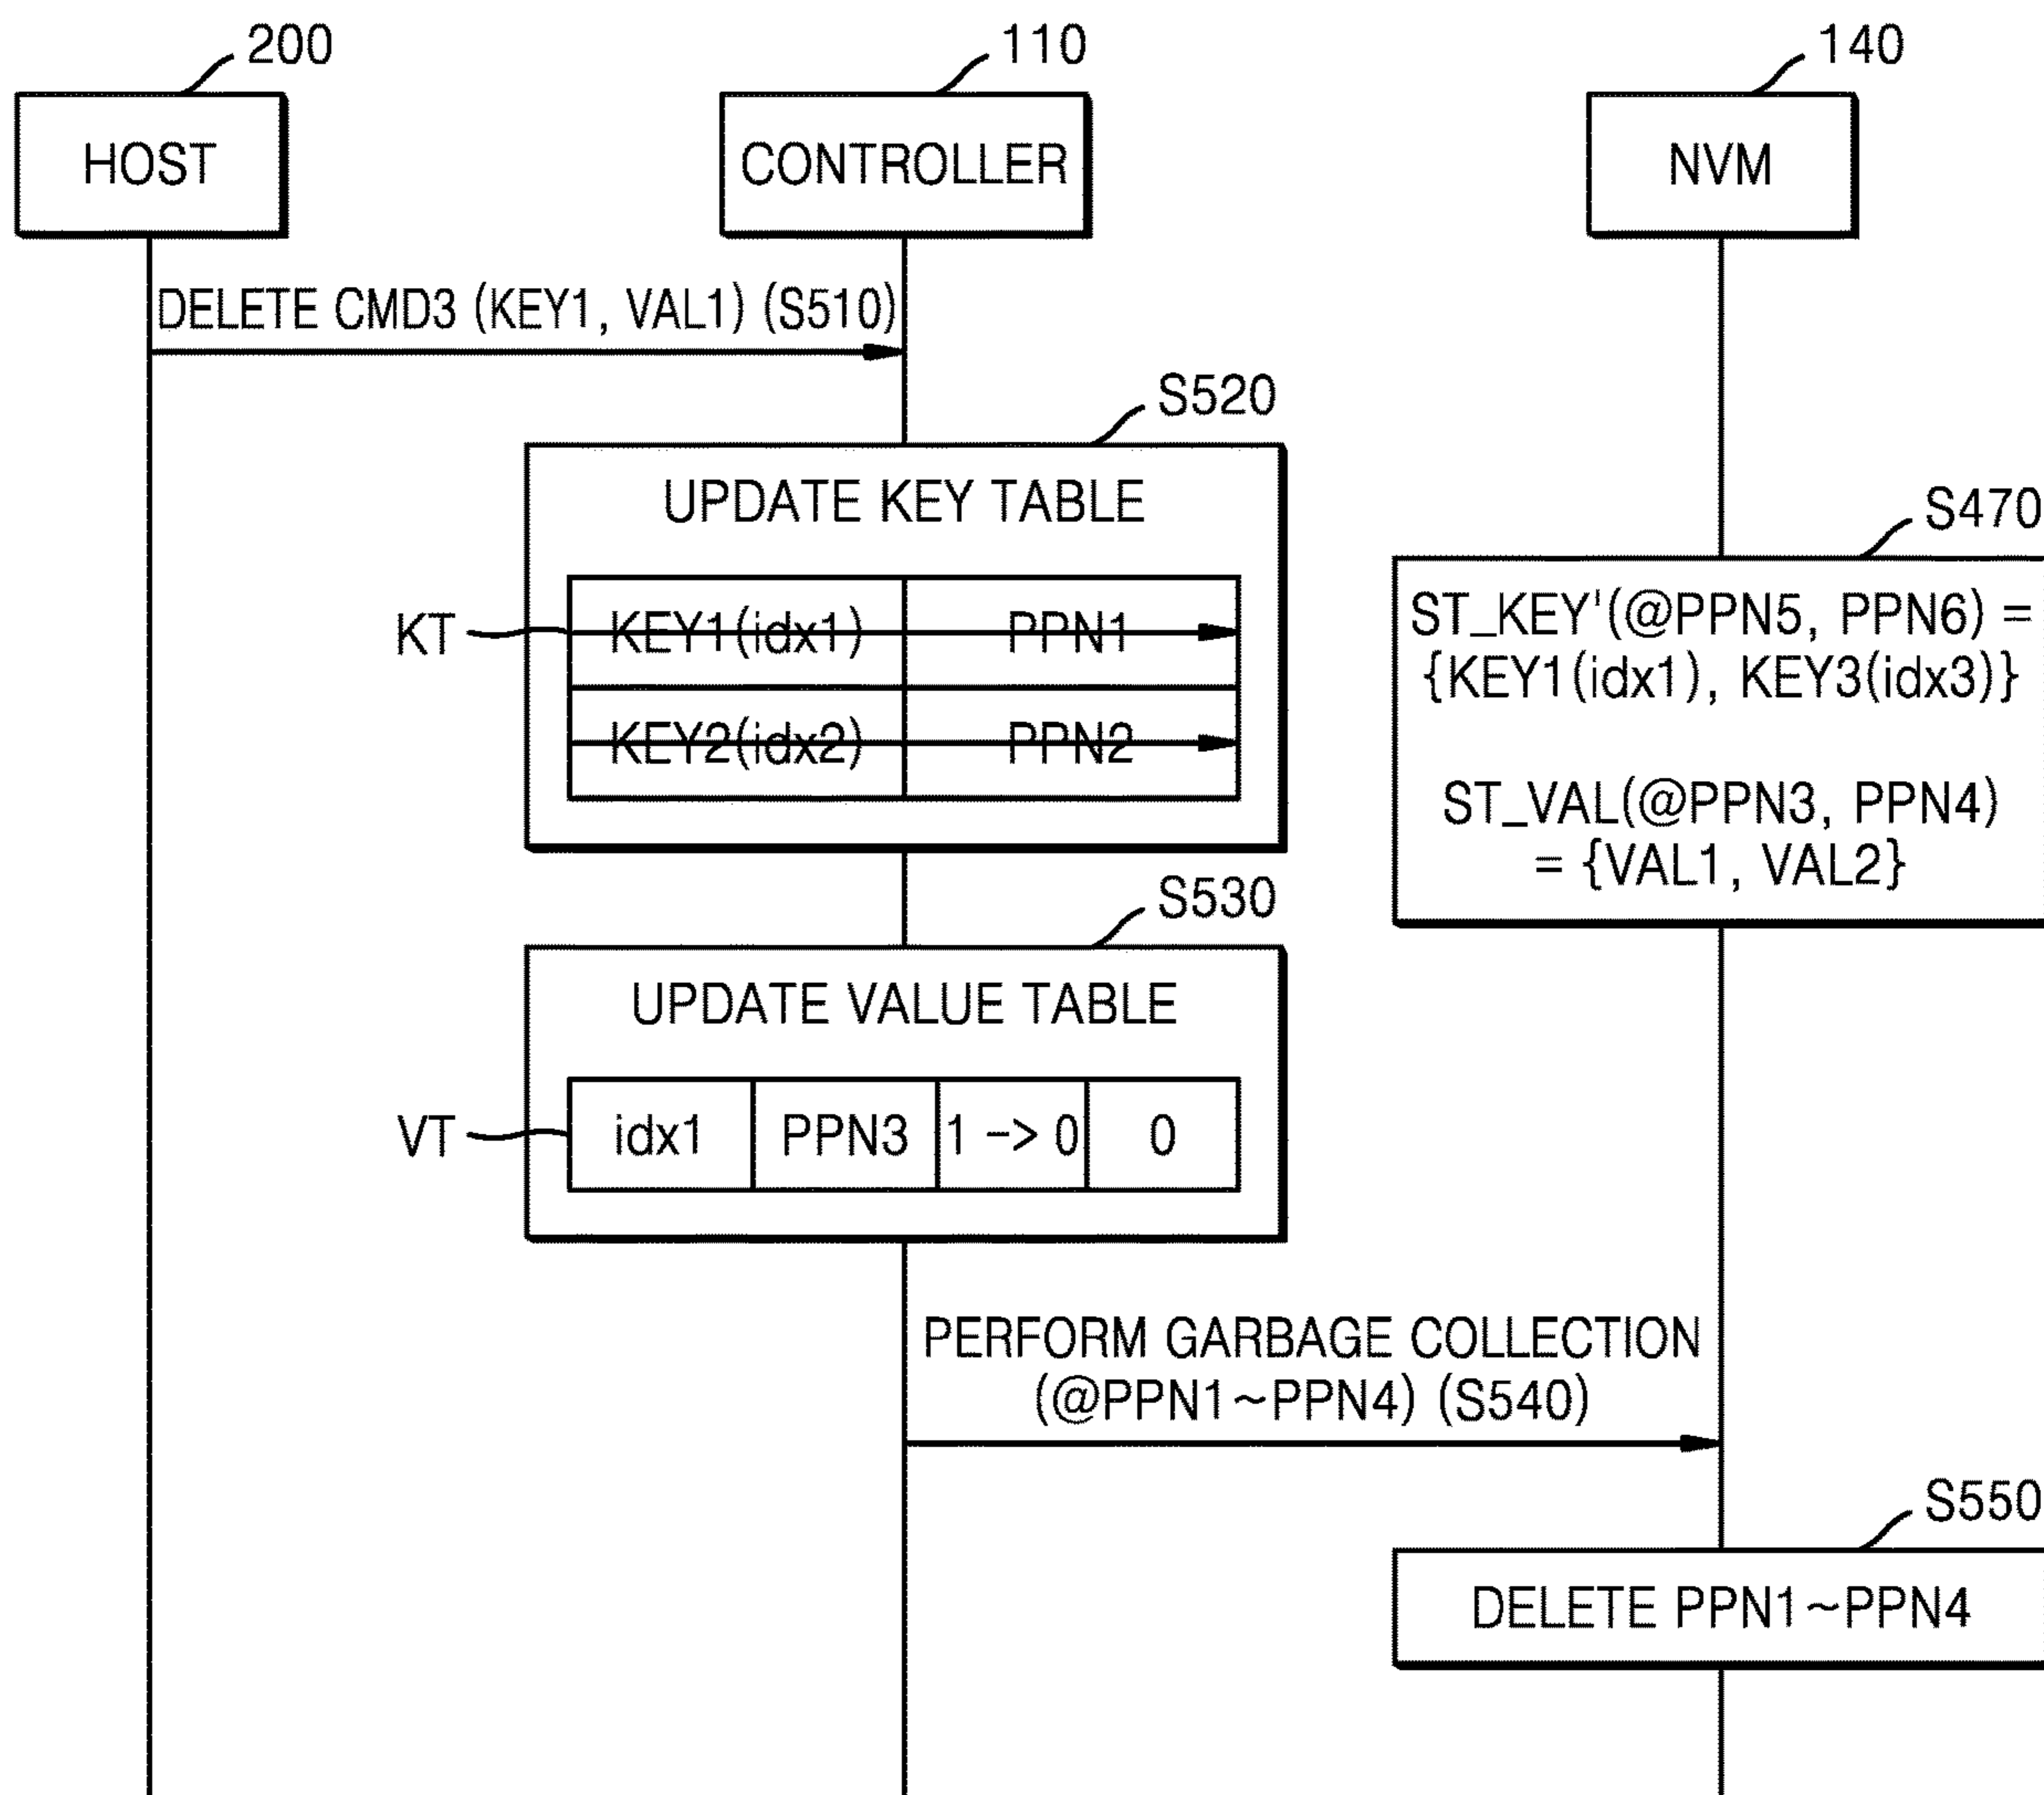 200
110
140
HOST
CONTROLLER
NVM
DELETE CMD3 (KEY1, VAL1) (S510)
S520
UPDATE KEY TABLE
KT
KEY1(idx1) PPN1
KEY2(idx2) PPN2
S470
ST_KEY'(@PPN5, PPN6) =
{KEY1(idx1), KEY3(idx3)}
ST_VAL(@PPN3, PPN4)
= {VAL1, VAL2}
S530
UPDATE VALUE TABLE
VT
idx1 PPN3 1 -> 0 0
PERFORM GARBAGE COLLECTION
(@PPN1~PPN4) (S540)
S550
DELETE PPN1~PPN4